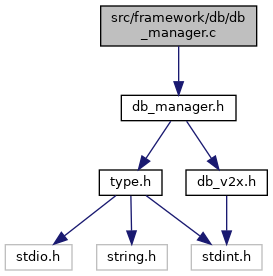 src/framework/db/db
_manager.c
db_manager.h
type.h
db_v2x.h
stdio.h
string.h
stdint.h